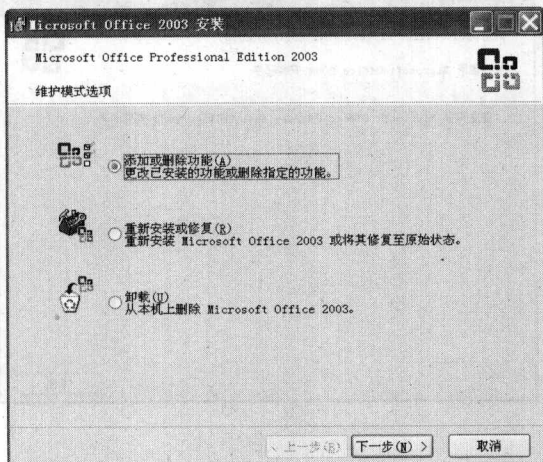 Microsoft Office 2003 安装
Microsoft Office Professional Edition 2003
维护模式选项
添加或删除功能(A)
更改已安装的功能或删除指定的功能。
重新安装或修复(R)
重新安装 Microsoft Office 2003 或将其修复至原始状态。
卸载(U)
从本机上删除 Microsoft Office 2003。
上一步(B) 下一步(N) > 取消